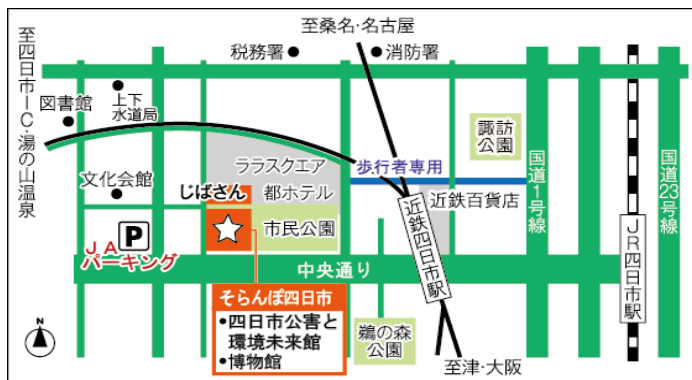 至桑名・名古屋
至四日市IC・湯の山温泉
税務署
消防署
図書館
上下
水道局
諏訪
公園
ララスクエア
歩行者専用
文化会館
じばさん
都ホテル
近鉄百貨店
国道1号線
国道23号線
P
JA
パーキング
市民公園
近鉄四日市駅
JR四日市駅
中央通り
そらんぽ四日市
•四日市公害と
環境未来館
•博物館
鵜の森
公園
N
至津・大阪